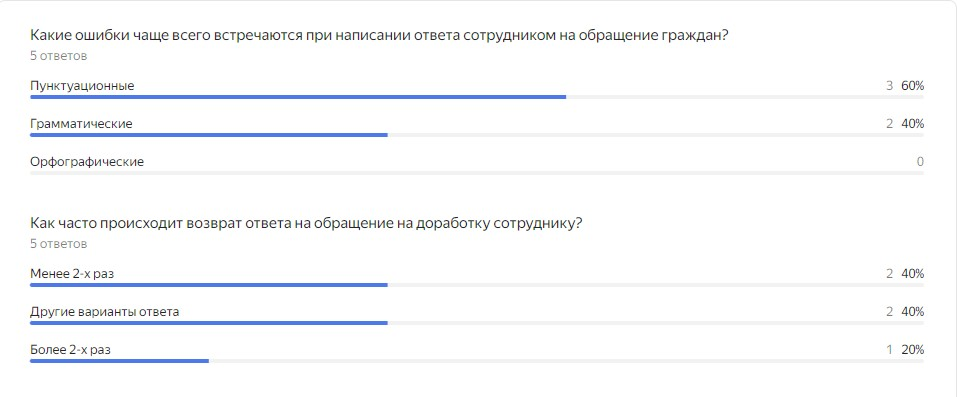 Какие ошибки чаще всего встречаются при написании ответа сотрудником на обращение граждан?
5 ответов
Пунктуационные 3 60%
Грамматические 2 40%
Орфографические 0
Как часто происходит возврат ответа на обращение на доработку сотруднику?
5 ответов
Менее 2-х раз 2 40%
Другие варианты ответа 2 40%
Более 2-х раз 1 20%